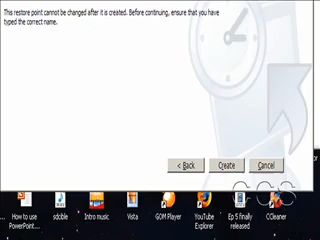 This restore point cannot be changed after it is created. Before continuing, ensure that you have
typed the correct name.
< Back Create Cancel
How to use sdoble Intro music Vista GOM Player YouTube Ep 5 finally CCleaner
PowerPoint... Explorer released